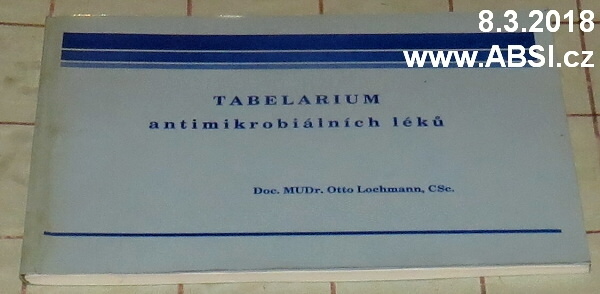 8.3.2018
www.ABSI.cz
TABELARIUM
antimikrobiálních léků
Doc. MUDr. Otto Lochmann, CSc.